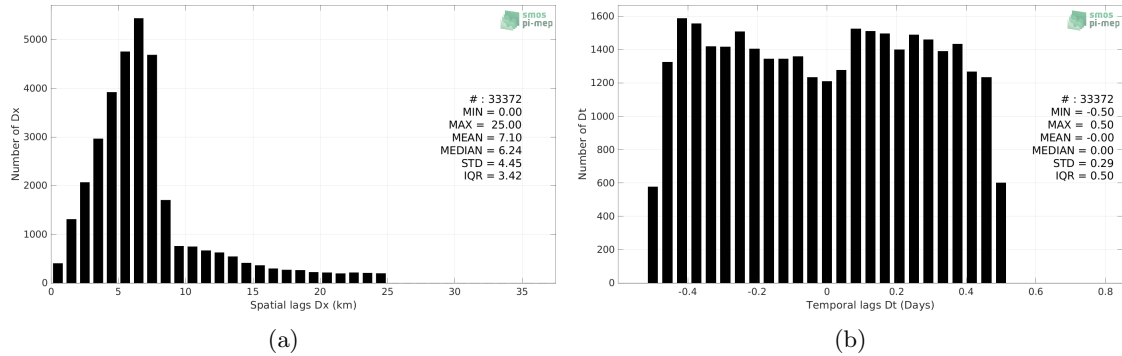 smos
pi-mep
5000
4000
3000
2000
1000
0
Number of Dx
# : 33372
MIN = 0.00
MAX = 25.00
MEAN = 7.10
MEDIAN = 6.24
STD = 4.45
IQR = 3.42
0 5 10 15 20 25 30 35
Spatial lags Dx (km)
(a)
smos
pi-mep
1600
1400
1200
1000
800
600
400
200
0
Number of Dt
# : 33372
MIN = -0.50
MAX = 0.50
MEAN = -0.00
MEDIAN = 0.00
STD = 0.29
IQR = 0.50
-0.4 -0.2 0 0.2 0.4 0.6 0.8
Temporal lags Dt (Days)
(b)